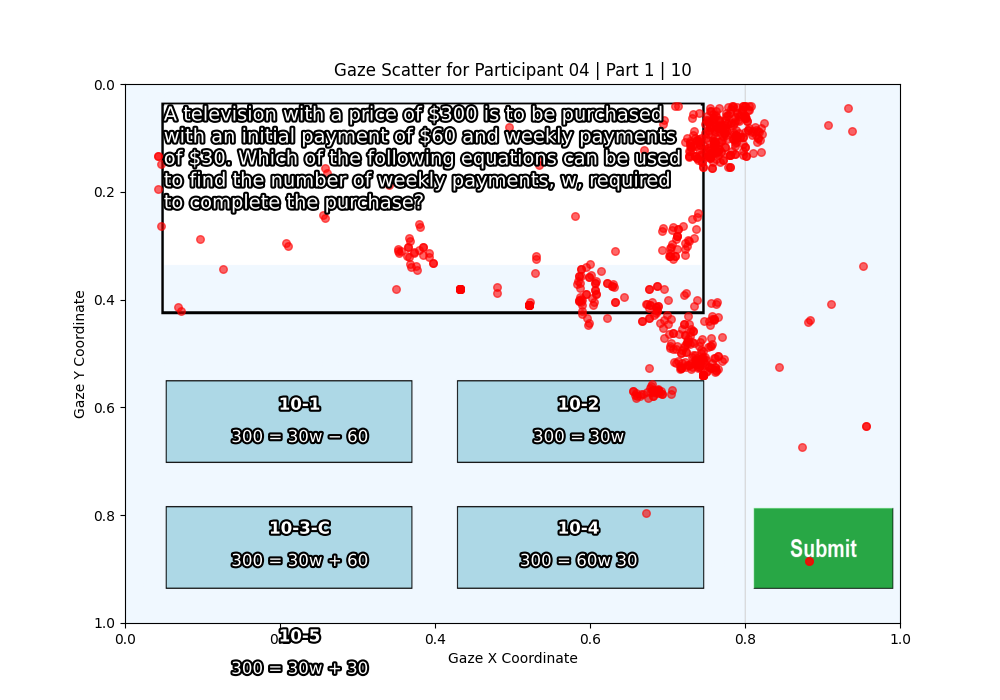 Gaze Scatter for Participant 04 | Part 1 | 10
0.0
0.2
0.4
0.6
0.8
1.0
Gaze Y Coordinate
A television with a price of $300 is to be purchased
with an initial payment of $60 and weekly payments
of $30. Which of the following equations can be used
to find the number of weekly payments, w, required
to complete the purchase?
10-1
300 = 30w − 60
10-2
300 = 30w
10-3-C
300 = 30w + 60
10-4
300 = 60w 30
Submit
10-5
300 = 30w + 30
0.0
0.2
0.4
0.6
0.8
1.0
Gaze X Coordinate